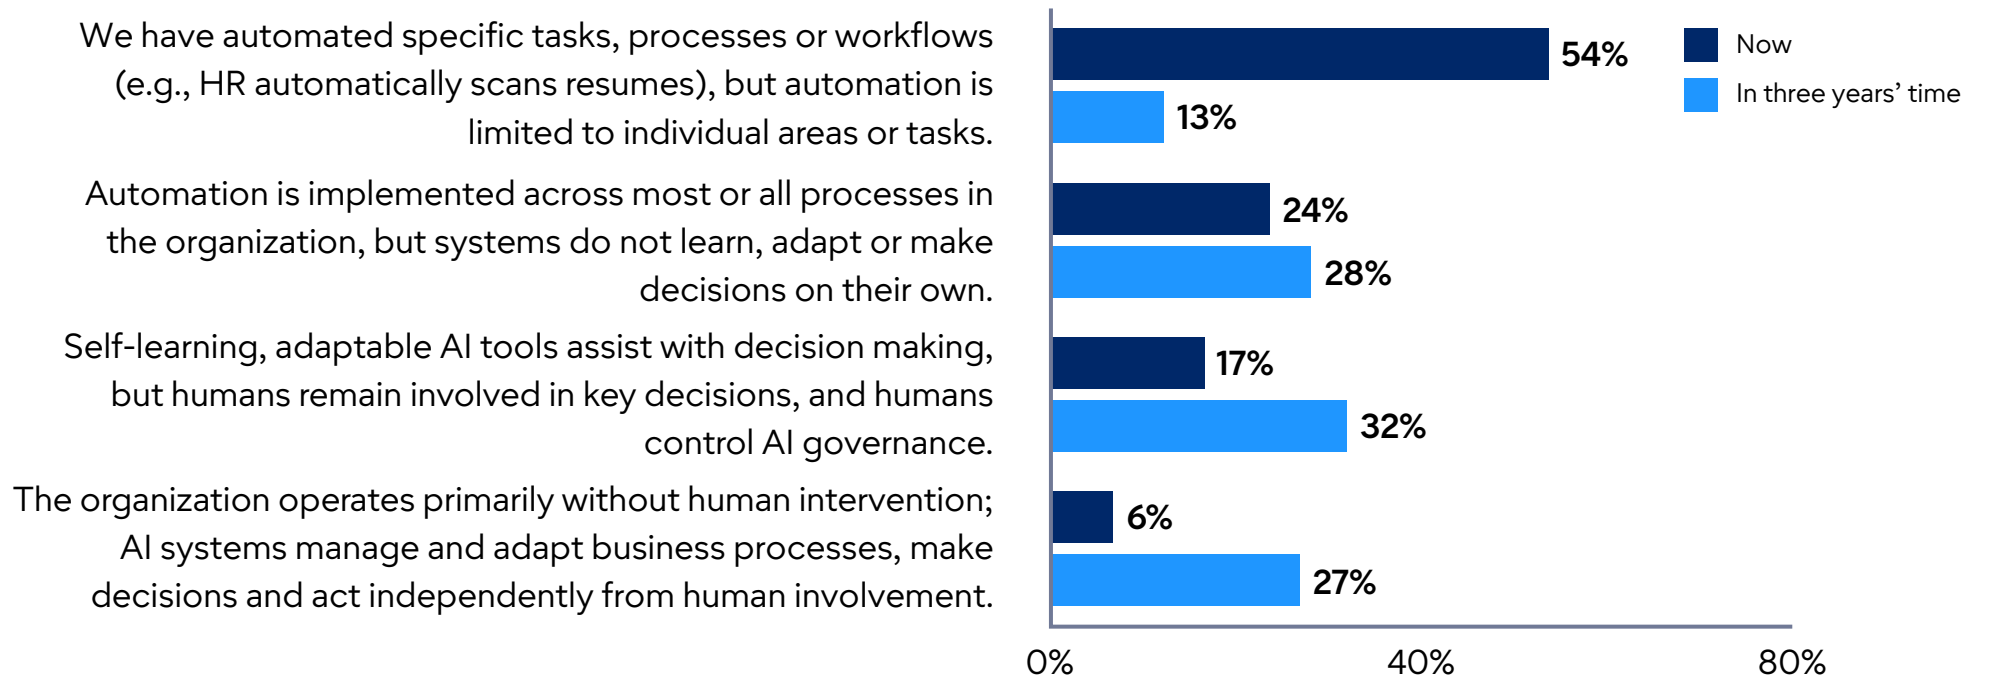 We have automated specific tasks, processes or workflows
(e.g., HR automatically scans resumes), but automation is
limited to individual areas or tasks.
54%
13%
Now
In three years’ time
Automation is implemented across most or all processes in
the organization, but systems do not learn, adapt or make
decisions on their own.
24%
28%
Self-learning, adaptable AI tools assist with decision making,
but humans remain involved in key decisions, and humans
control AI governance.
17%
32%
The organization operates primarily without human intervention;
AI systems manage and adapt business processes, make
decisions and act independently from human involvement.
6%
27%
0%
40%
80%